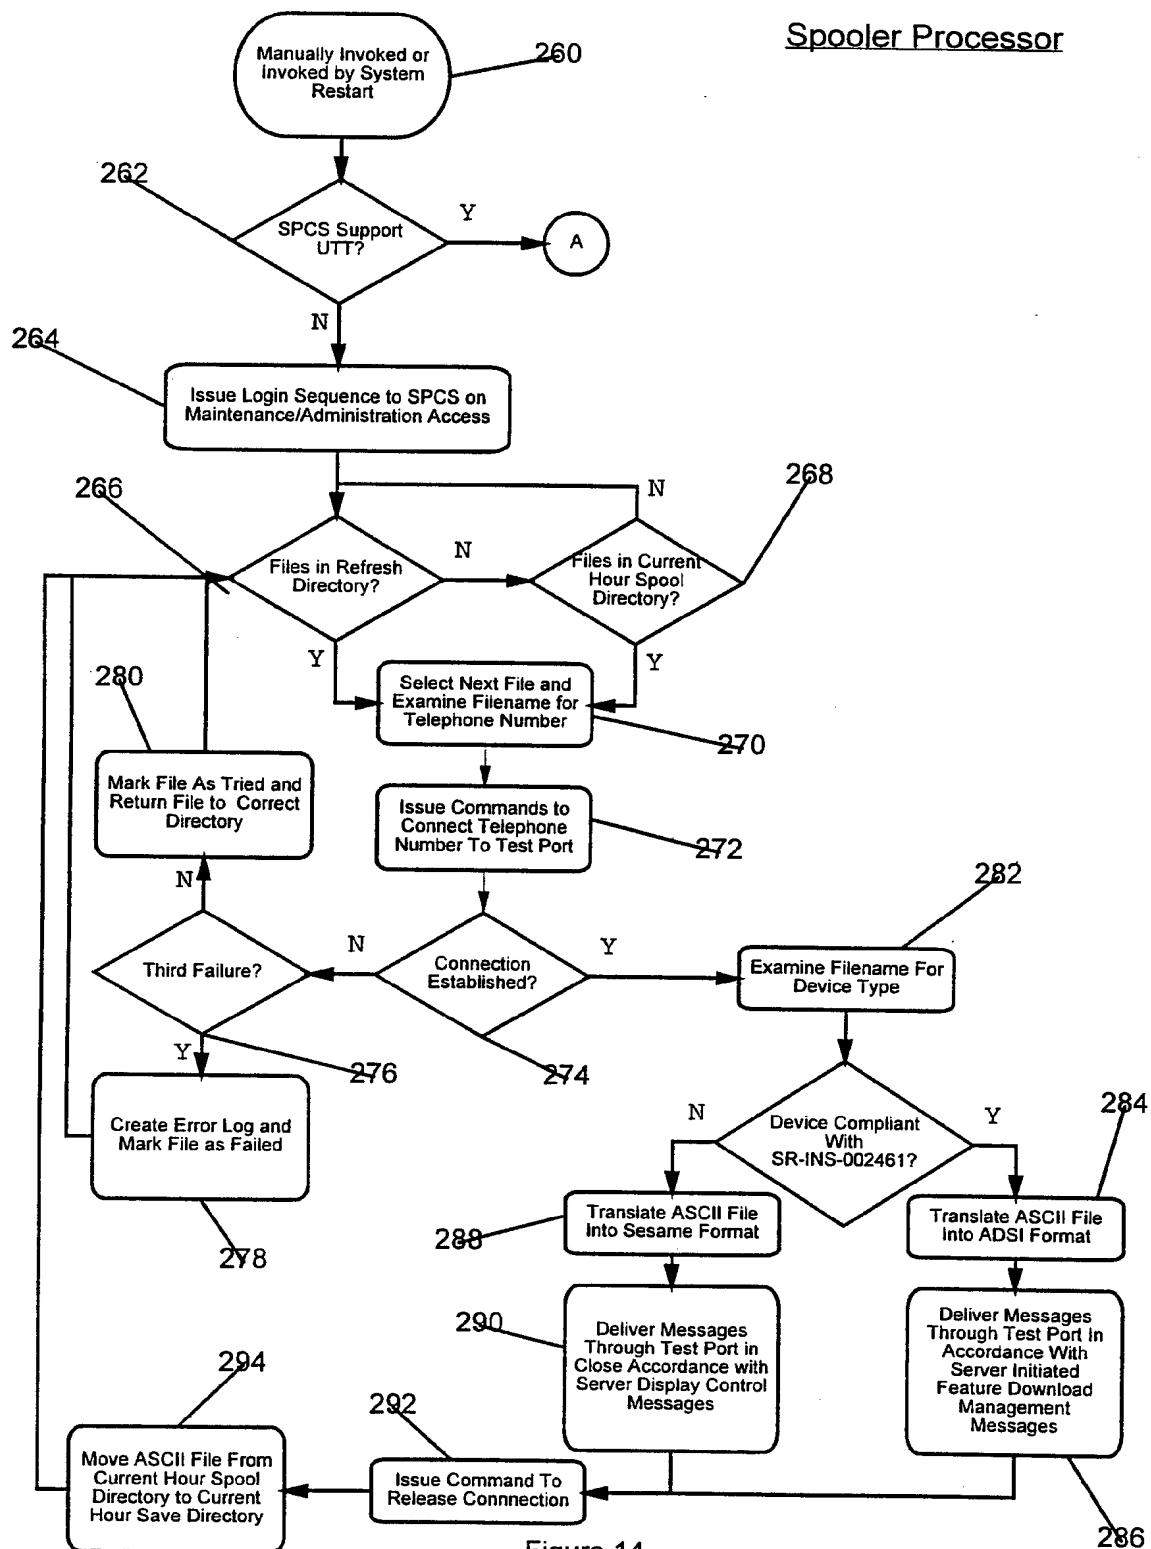 Spooler Processor
Manually Invoked or
Invoked by System
Restart
260
262
SPCS Support
UTT?
Y
A
N
264
Issue Login Sequence to SPCS on
Maintenance/Administration Access
266
268
N
Files in Refresh
Directory?
N
Files in Current
Hour Spool
Directory?
Y
Y
280
Select Next File and
Examine Filename for
Telephone Number
270
Mark File As Tried and
Return File to Correct
Directory
Issue Commands to
Connect Telephone
Number To Test Port
272
N
282
Third Failure?
N
Connection
Established?
Y
Examine Filename For
Device Type
Y
276
274
Create Error Log and
Mark File as Failed
278
N
Device Compliant
With
SR-INS-002461?
Y
284
288
Translate ASCII File
Into Sesame Format
Translate ASCII File
Into ADSI Format
290
Deliver Messages
Through Test Port in
Close Accordance with
Server Display Control
Messages
Deliver Messages
Through Test Port In
Accordance With
Server Initiated
Feature Download
Management
Messages
294
292
Move ASCII File From
Current Hour Spool
Directory to Current
Hour Save Directory
Issue Command To
Release Connnection
286
Figure 14